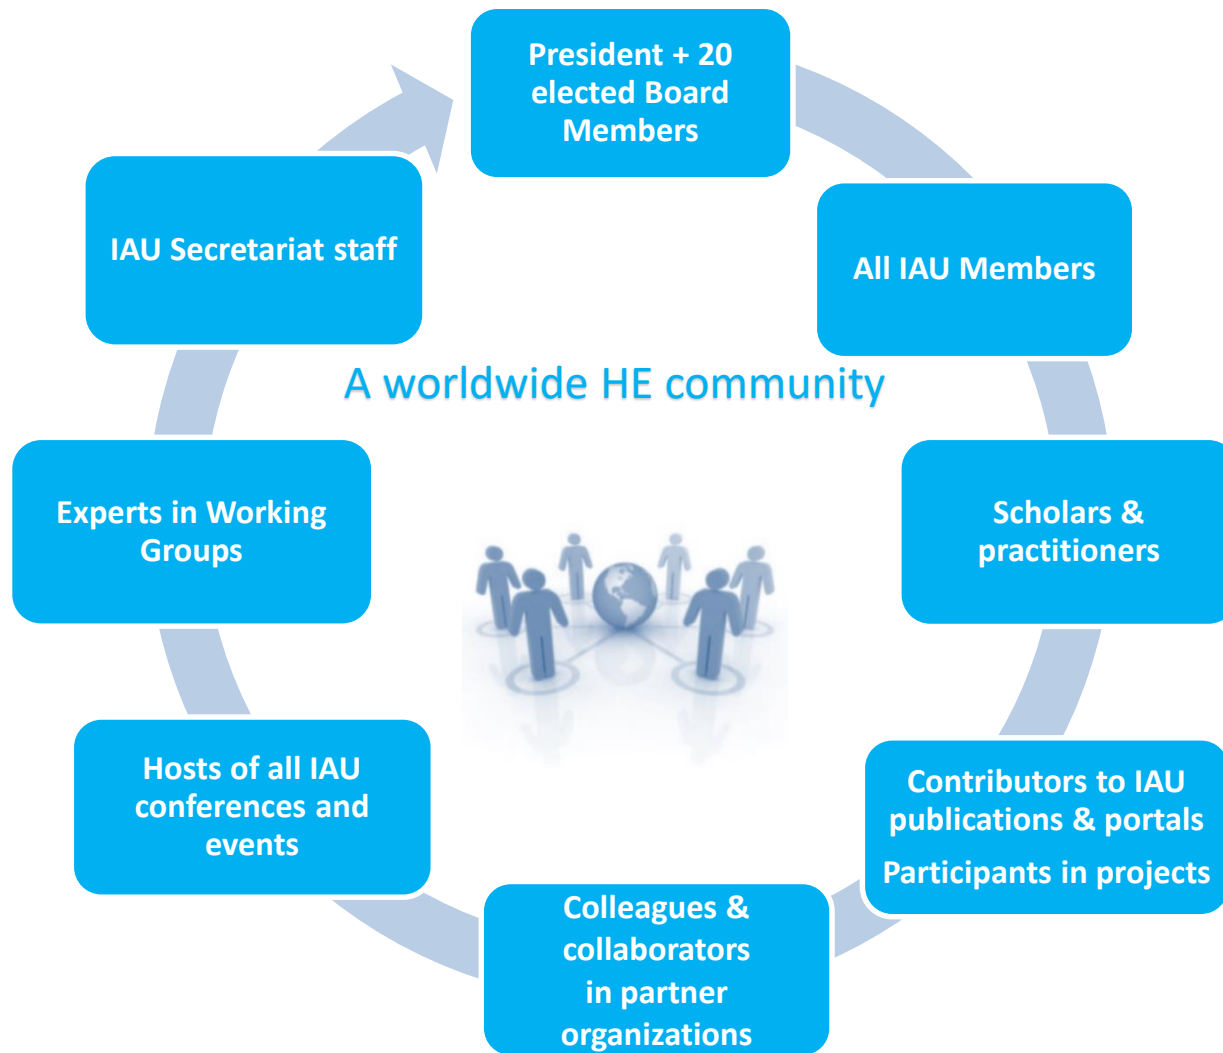 President + 20
elected Board
Members
All IAU Members
Scholars &
practitioners
Contributors to IAU
publications & portals
Participants in projects
Colleagues &
collaborators
in partner
organizations
Hosts of all IAU
conferences and
events
Experts in Working
Groups
IAU Secretariat staff
A worldwide HE community